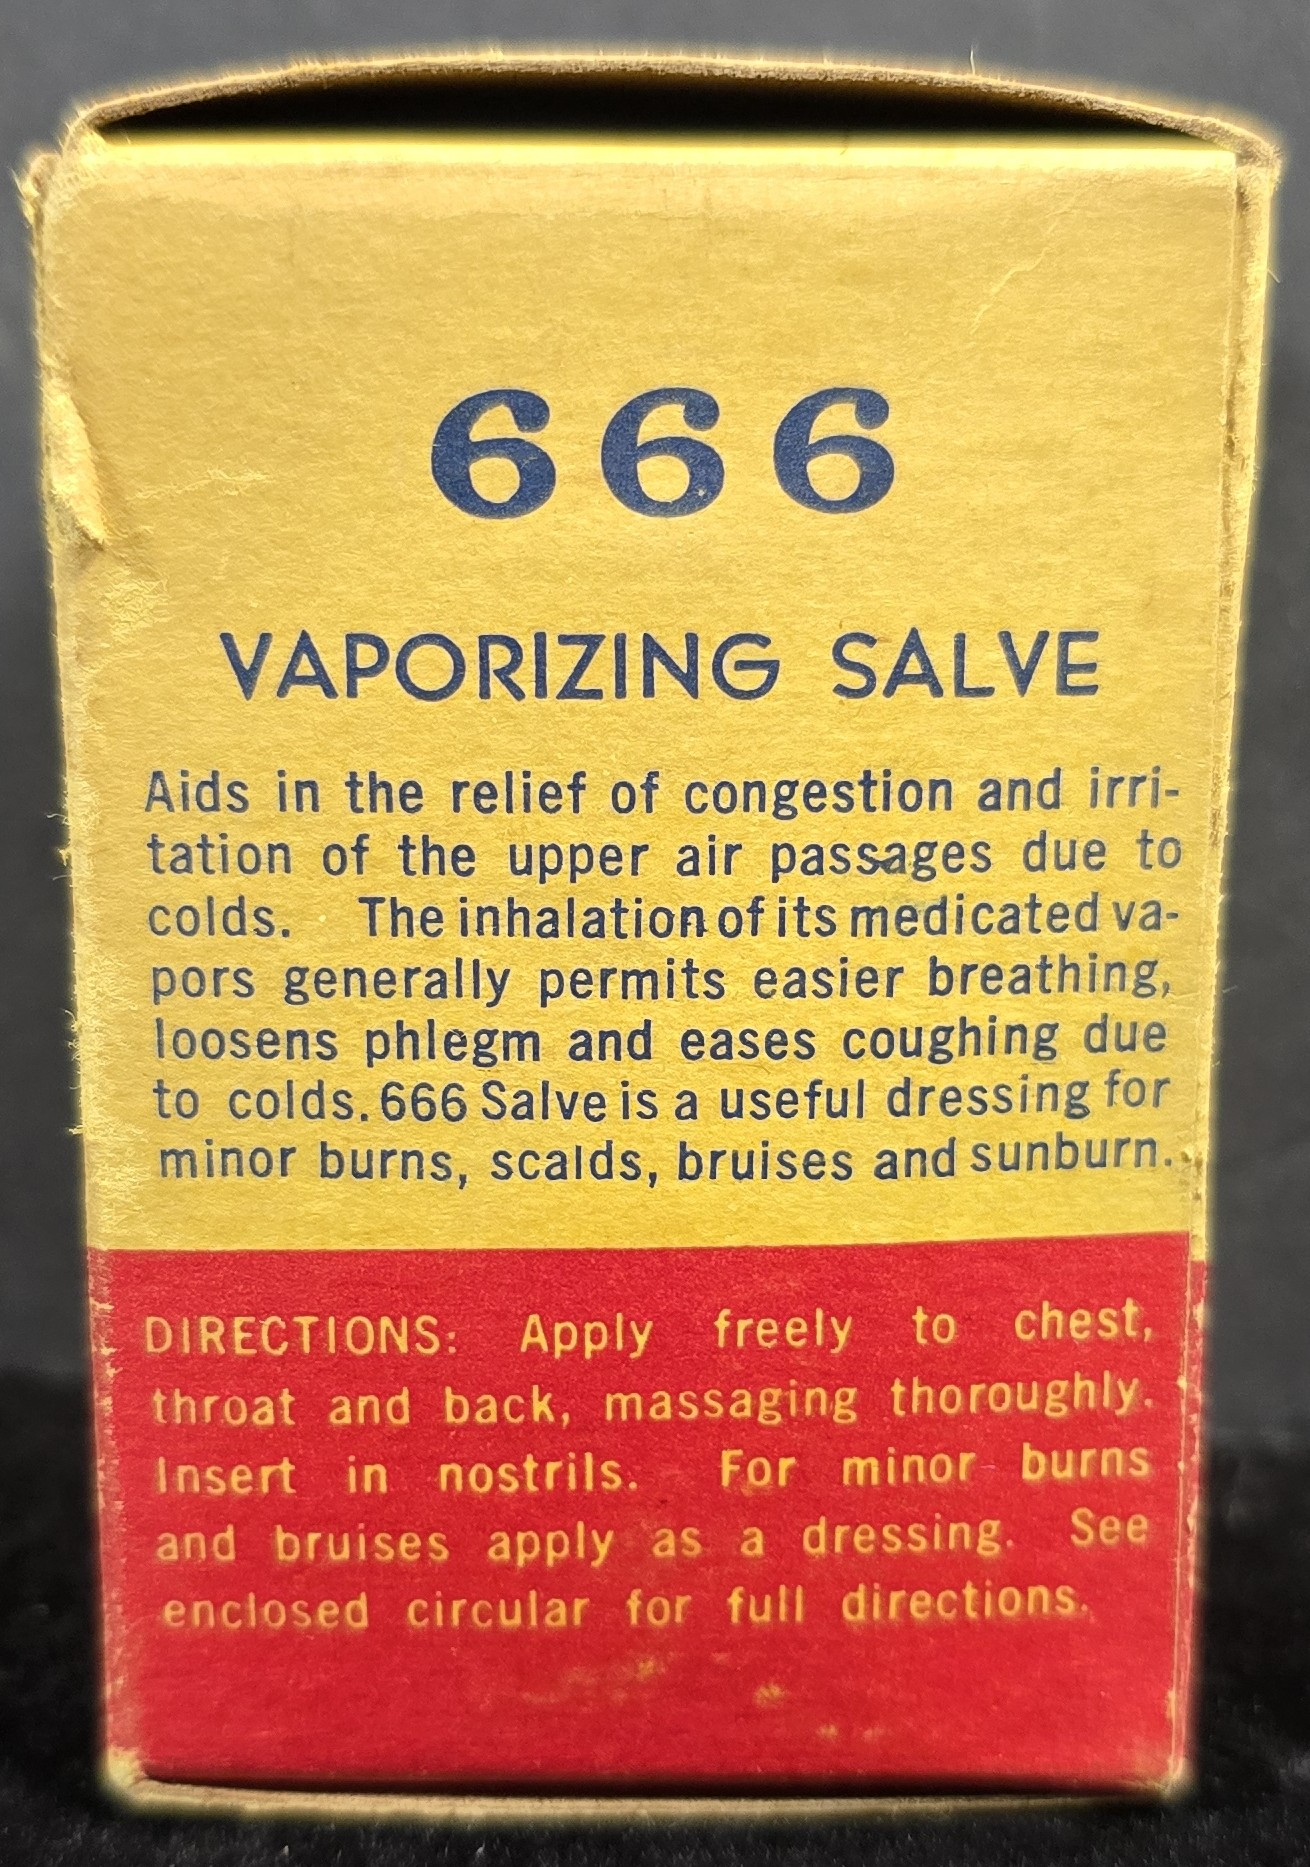 666
VAPORIZING SALVE
Aids in the relief of congestion and irri-
tation of the upper air passages due to
colds. The inhalation of its medicated va-
pors generally permits easier breathing,
loosens phlegm and eases coughing due
to colds. 666 Salve is a useful dressing for
minor burns, scalds, bruises and sunburn.
DIRECTIONS: Apply freely to chest,
throat and back, massaging thoroughly.
Insert in nostrils. For minor burns
and bruises apply as a dressing. See
enclosed circular for full directions.